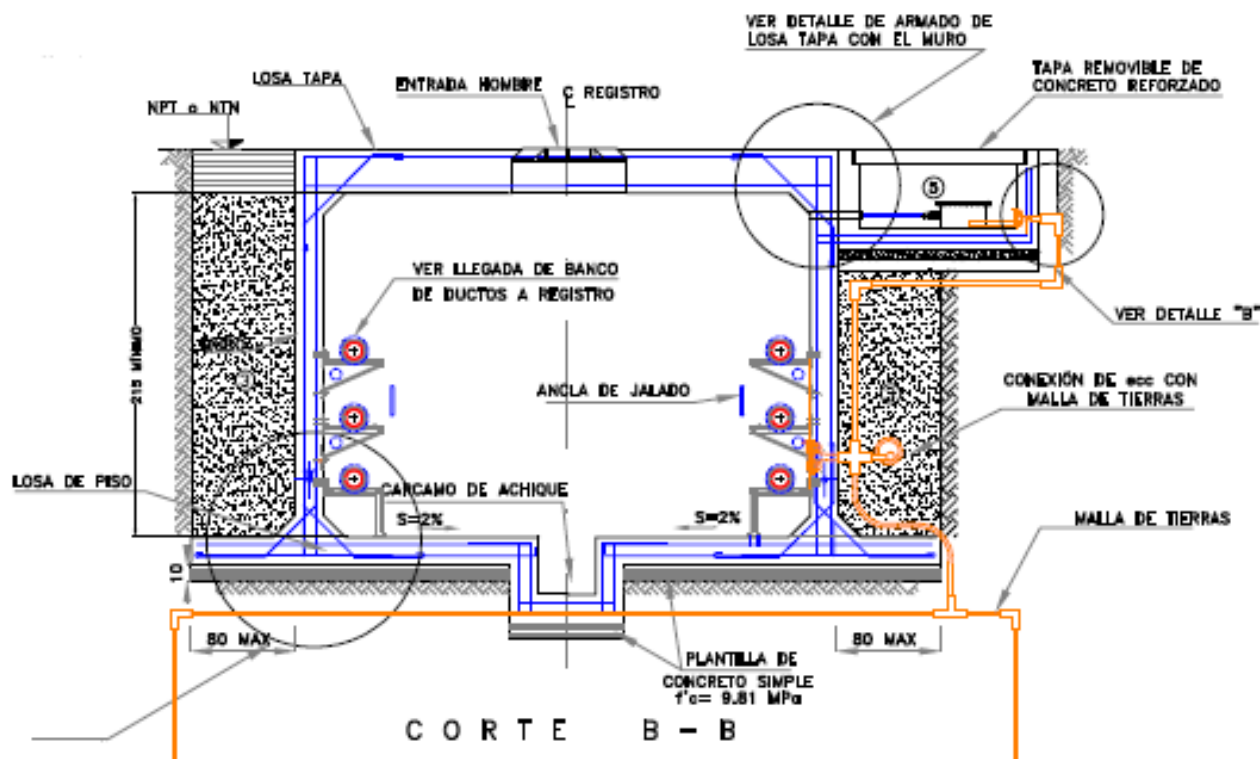 VER DETALLE DE ARMADO DE
LOSA TAPA CON EL MURO
TAPA REMOVIBLE DE
CONCRETO REFORZADO
LOSA TAPA
ENTRADA HOMBRE
C REGISTRO
L
NPT o NTN
5
VER LLEGADA DE BANCO
DE DUCTOS A REGISTRO
VER DETALLE "B"
215 MÍNIMO
ANCLA DE JALADO
CONEXIÓN DE ecc CON
MALLA DE TIERRAS
LOSA DE PISO
CARCAMO DE ACHIQUE
S=2%
S=2%
MALLA DE TIERRAS
10
80 MAX
80 MAX
PLANTILLA DE
CONCRETO SIMPLE
f'c= 9.81 MPa
CORTE B-B